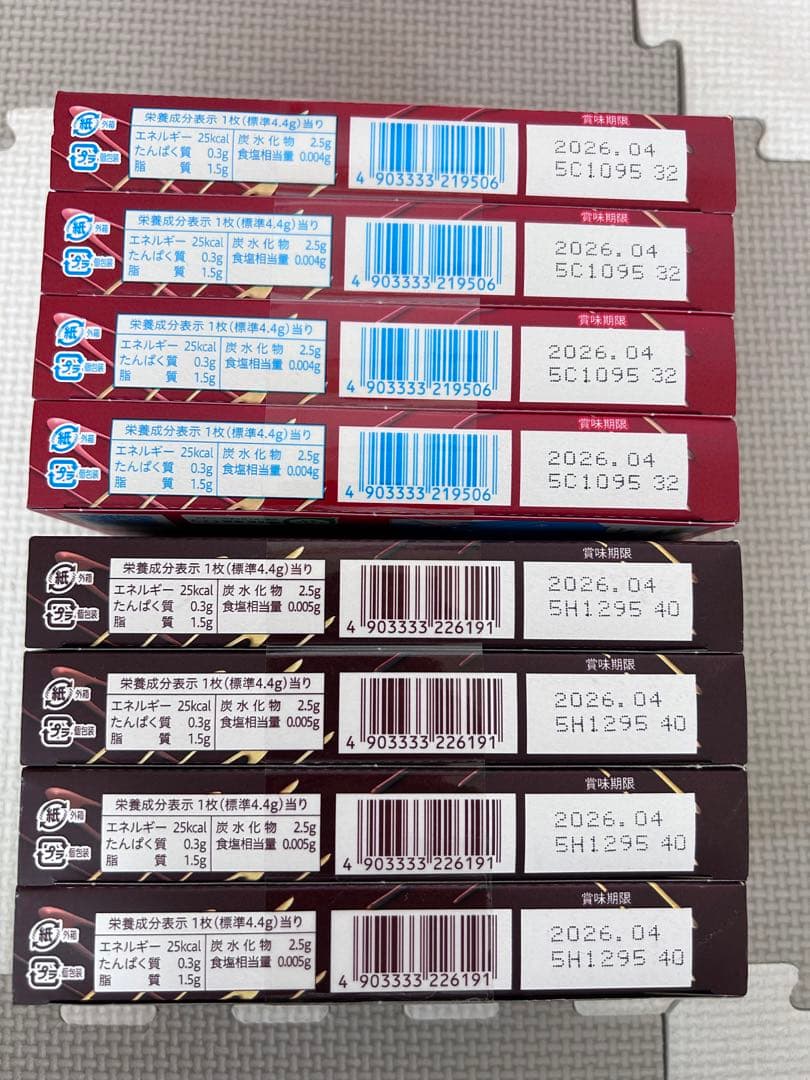 紙 外箱
プラ 個包装
栄養成分表示 1枚(標準4.4g)当り
エネルギー 25kcal 炭水化物 2.5g
たんぱく質 0.3g 食塩相当量 0.004g
脂質 1.5g
4 903333 219506
賞味期限
2026.04
5C1095 32
紙 外箱
プラ 個包装
栄養成分表示 1枚(標準4.4g)当り
エネルギー 25kcal 炭水化物 2.5g
たんぱく質 0.3g 食塩相当量 0.004g
脂質 1.5g
4 903333 219506
賞味期限
2026.04
5C1095 32
紙 外箱
プラ 個包装
栄養成分表示 1枚(標準4.4g)当り
エネルギー 25kcal 炭水化物 2.5g
たんぱく質 0.3g 食塩相当量 0.004g
脂質 1.5g
4 903333 219506
賞味期限
2026.04
5C1095 32
紙 外箱
プラ 個包装
栄養成分表示 1枚(標準4.4g)当り
エネルギー 25kcal 炭水化物 2.5g
たんぱく質 0.3g 食塩相当量 0.004g
脂質 1.5g
4 903333 219506
賞味期限
2026.04
5C1095 32
紙 外箱
プラ 個包装
栄養成分表示 1枚(標準4.4g)当り
エネルギー 25kcal 炭水化物 2.5g
たんぱく質 0.3g 食塩相当量 0.005g
脂質 1.5g
4 903333 226191
賞味期限
2026.04
5H1295 40
紙 外箱
プラ 個包装
栄養成分表示 1枚(標準4.4g)当り
エネルギー 25kcal 炭水化物 2.5g
たんぱく質 0.3g 食塩相当量 0.005g
脂質 1.5g
4 903333 226191
賞味期限
2026.04
5H1295 40
紙 外箱
プラ 個包装
栄養成分表示 1枚(標準4.4g)当り
エネルギー 25kcal 炭水化物 2.5g
たんぱく質 0.3g 食塩相当量 0.005g
脂質 1.5g
4 903333 226191
賞味期限
2026.04
5H1295 40
紙 外箱
プラ 個包装
栄養成分表示 1枚(標準4.4g)当り
エネルギー 25kcal 炭水化物 2.5g
たんぱく質 0.3g 食塩相当量 0.005g
脂質 1.5g
4 903333 226191
賞味期限
2026.04
5H1295 40